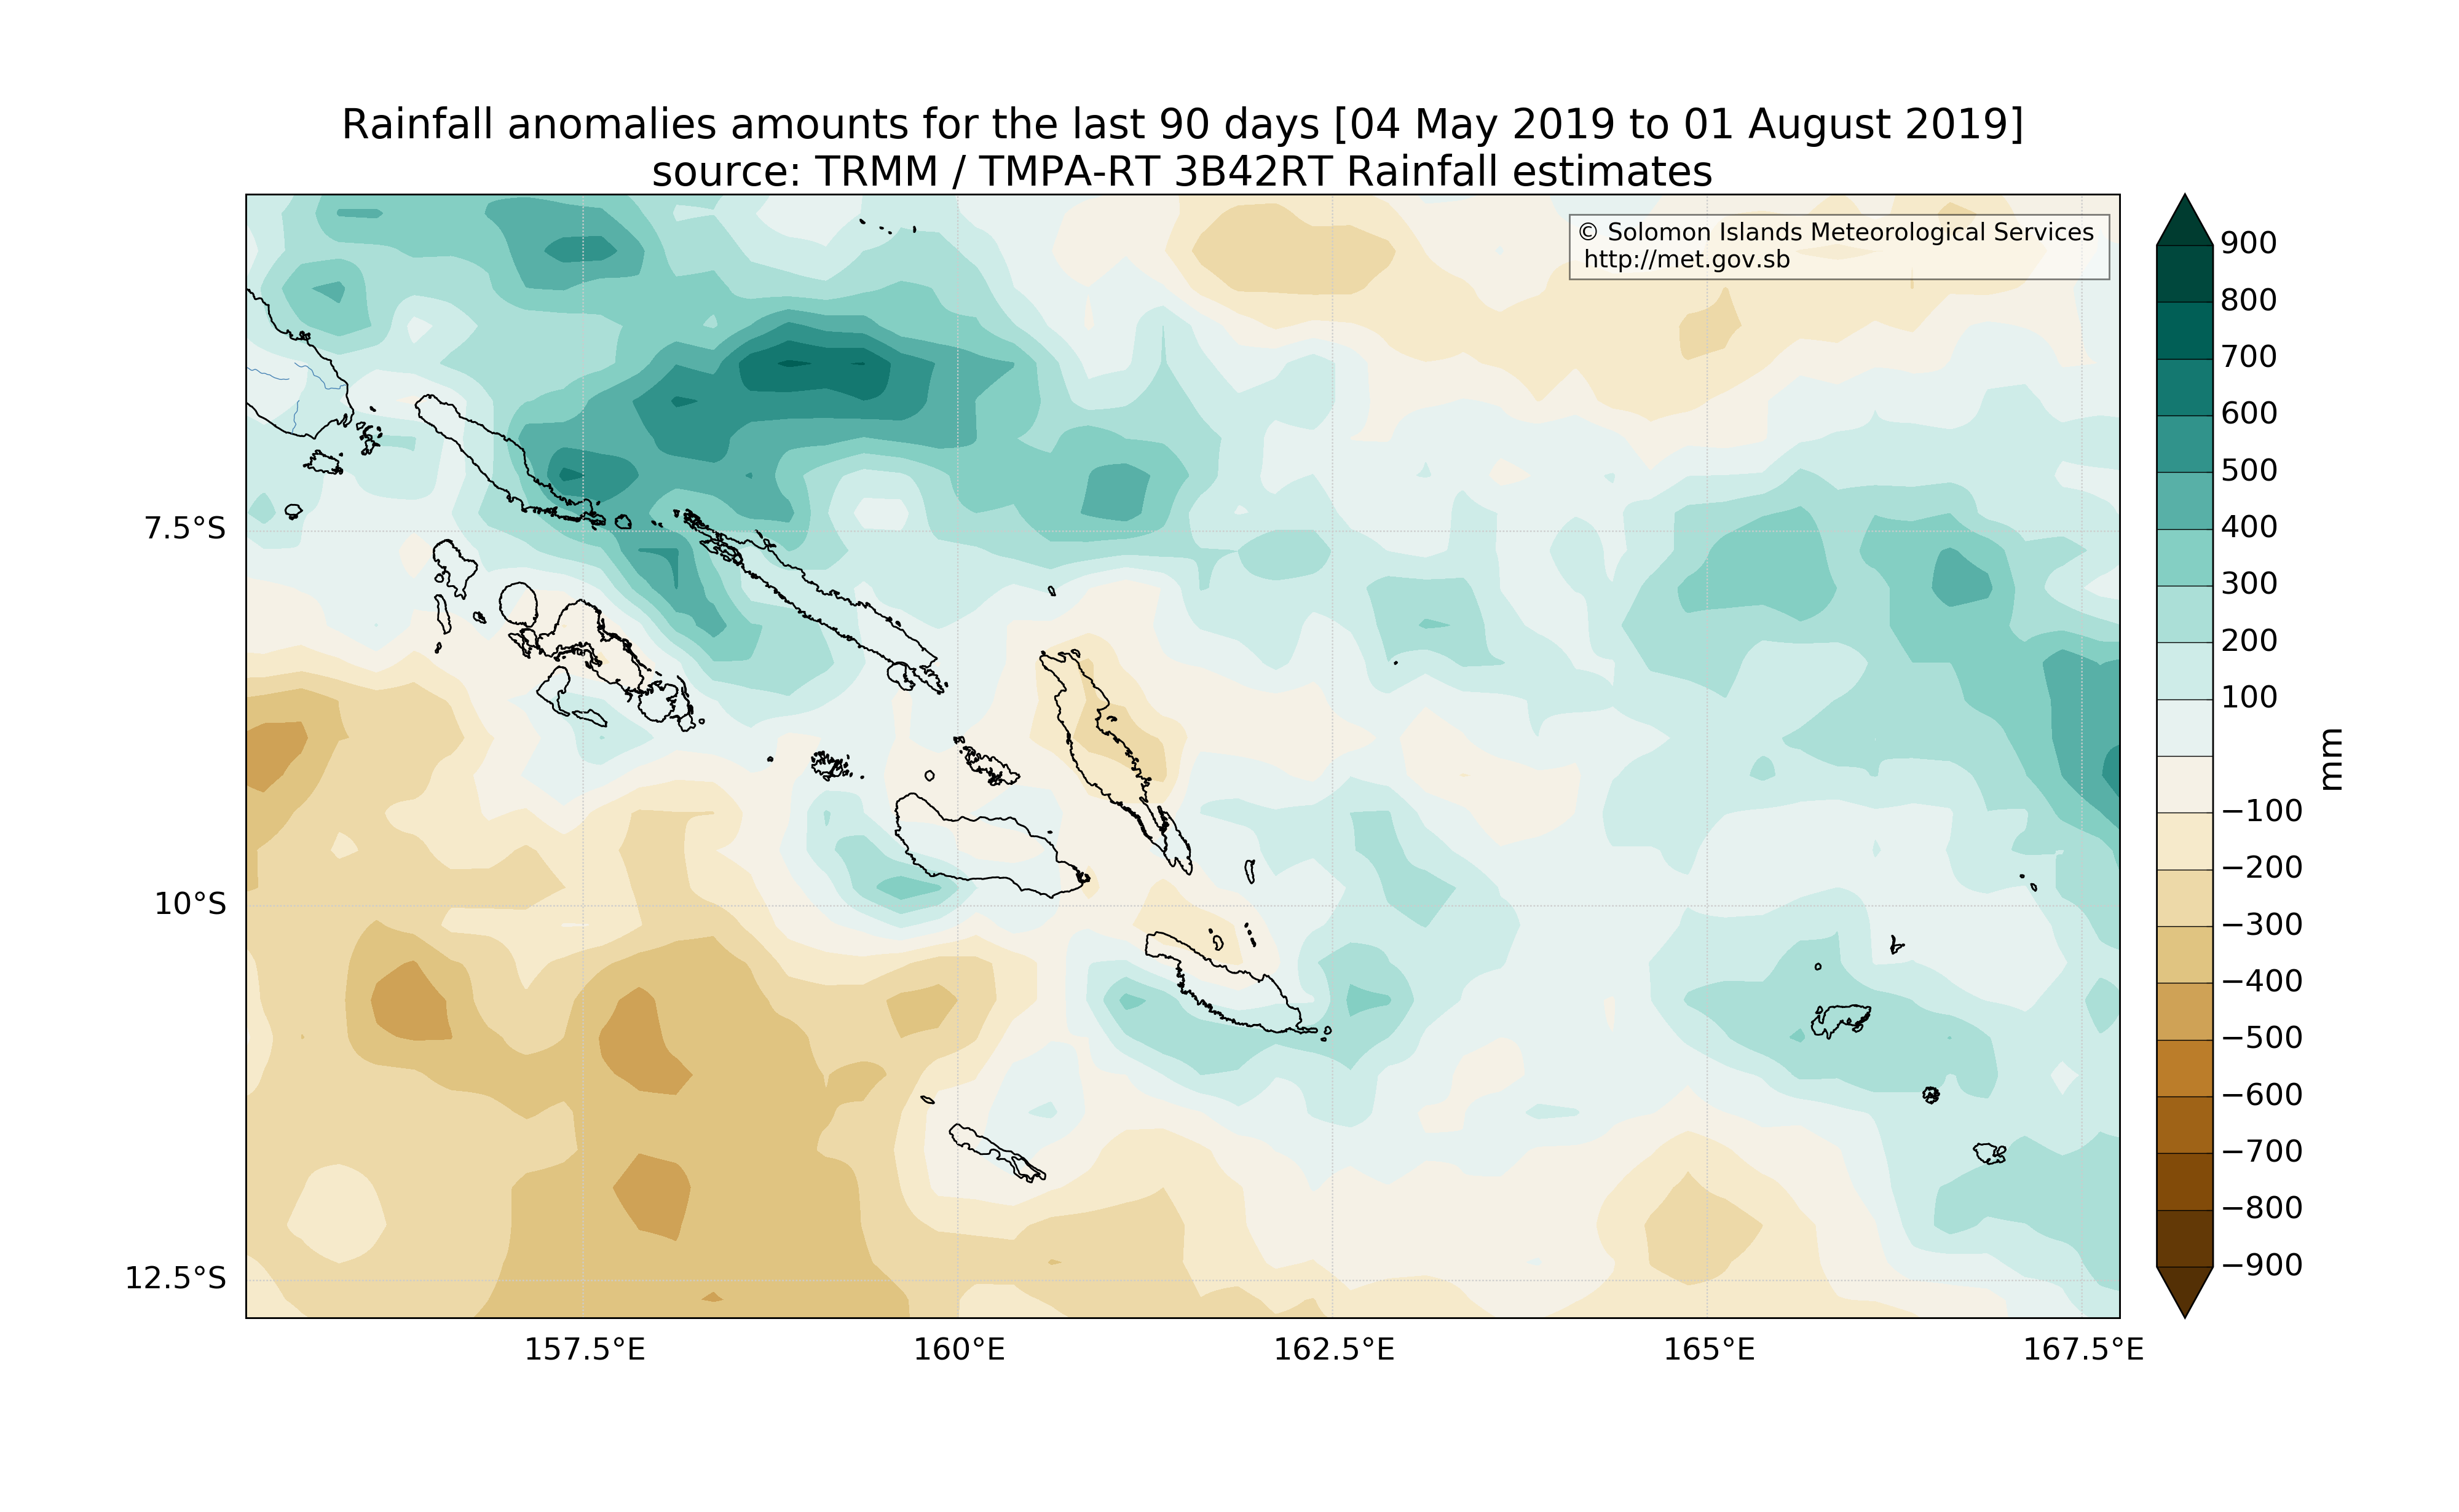 Rainfall anomalies amounts for the last 90 days [04 May 2019 to 01 August 2019]
source: TRMM / TMPA-RT 3B42RT Rainfall estimates
© Solomon Islands Meteorological Services
http://met.gov.sb
7.5°S
10°S
12.5°S
157.5°E
160°E
162.5°E
165°E
167.5°E
900
800
700
600
500
400
300
200
100
−100
−200
−300
−400
−500
−600
−700
−800
−900
mm